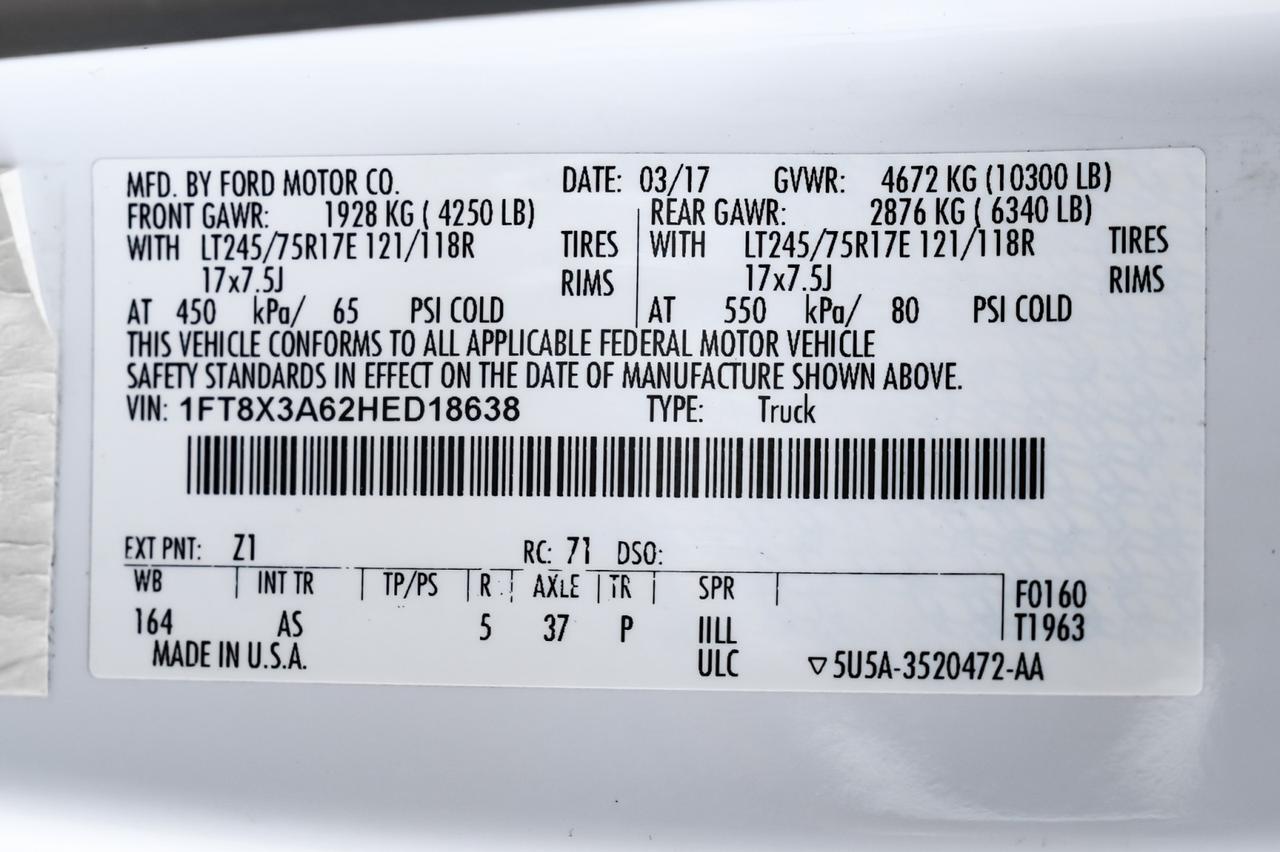 MFD. BY FORD MOTOR CO. DATE: 03/17 GVWR: 4672 KG (10300 LB)
FRONT GAWR: 1928 KG ( 4250 LB) REAR GAWR: 2876 KG ( 6340 LB)
WITH LT245/75R17E 121/118R TIRES WITH LT245/75R17E 121/118R TIRES
17x7.5J RIMS 17x7.5J RIMS
AT 450 kPa/ 65 PSI COLD AT 550 kPa/ 80 PSI COLD
THIS VEHICLE CONFORMS TO ALL APPLICABLE FEDERAL MOTOR VEHICLE
SAFETY STANDARDS IN EFFECT ON THE DATE OF MANUFACTURE SHOWN ABOVE.
VIN: 1FT8X3A62HED18638 TYPE: Truck
EXT PNT: Z1 RC: 71 DSO:
WB INT TR TP/PS R AXLE TR SPR F0160
164 AS 5 37 P IILL T1963
MADE IN U.S.A. ULC ▽5U5A-3520472-AA